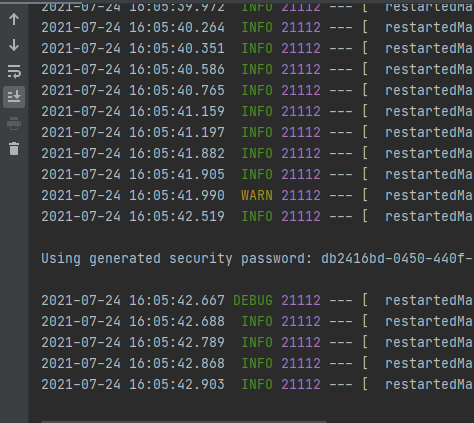 2021-07-24 16:05:39.972 INFO 21112 --- [ restartedMa
2021-07-24 16:05:40.264 INFO 21112 --- [ restartedMa
2021-07-24 16:05:40.351 INFO 21112 --- [ restartedMa
2021-07-24 16:05:40.586 INFO 21112 --- [ restartedMa
2021-07-24 16:05:40.765 INFO 21112 --- [ restartedMa
2021-07-24 16:05:41.159 INFO 21112 --- [ restartedMa
2021-07-24 16:05:41.197 INFO 21112 --- [ restartedMa
2021-07-24 16:05:41.882 INFO 21112 --- [ restartedMa
2021-07-24 16:05:41.905 INFO 21112 --- [ restartedMa
2021-07-24 16:05:41.990 WARN 21112 --- [ restartedMa
2021-07-24 16:05:42.519 INFO 21112 --- [ restartedMa
Using generated security password: db2416bd-0450-440f-
2021-07-24 16:05:42.667 DEBUG 21112 --- [ restartedMa
2021-07-24 16:05:42.688 INFO 21112 --- [ restartedMa
2021-07-24 16:05:42.789 INFO 21112 --- [ restartedMa
2021-07-24 16:05:42.868 INFO 21112 --- [ restartedMa
2021-07-24 16:05:42.903 INFO 21112 --- [ restartedMa